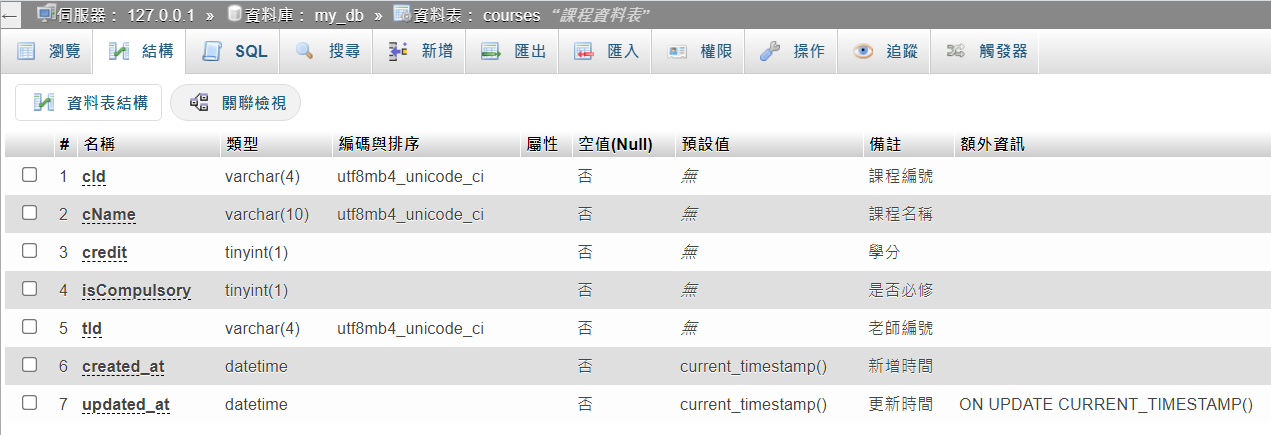 ← 伺服器： 127.0.0.1 » 資料庫： my_db » 資料表： courses “課程資料表”
瀏覽 結構 SQL 搜尋 新增 匯出 匯入 權限 操作 追蹤 觸發器
資料表結構 關聯檢視
# 名稱 類型 編碼與排序 屬性 空值(Null) 預設值 備註 額外資訊
1 cId varchar(4) utf8mb4_unicode_ci 否 無 課程編號
2 cName varchar(10) utf8mb4_unicode_ci 否 無 課程名稱
3 credit tinyint(1) 否 無 學分
4 isCompulsory tinyint(1) 否 無 是否必修
5 tId varchar(4) utf8mb4_unicode_ci 否 無 老師編號
6 created_at datetime 否 current_timestamp() 新增時間
7 updated_at datetime 否 current_timestamp() 更新時間 ON UPDATE CURRENT_TIMESTAMP()